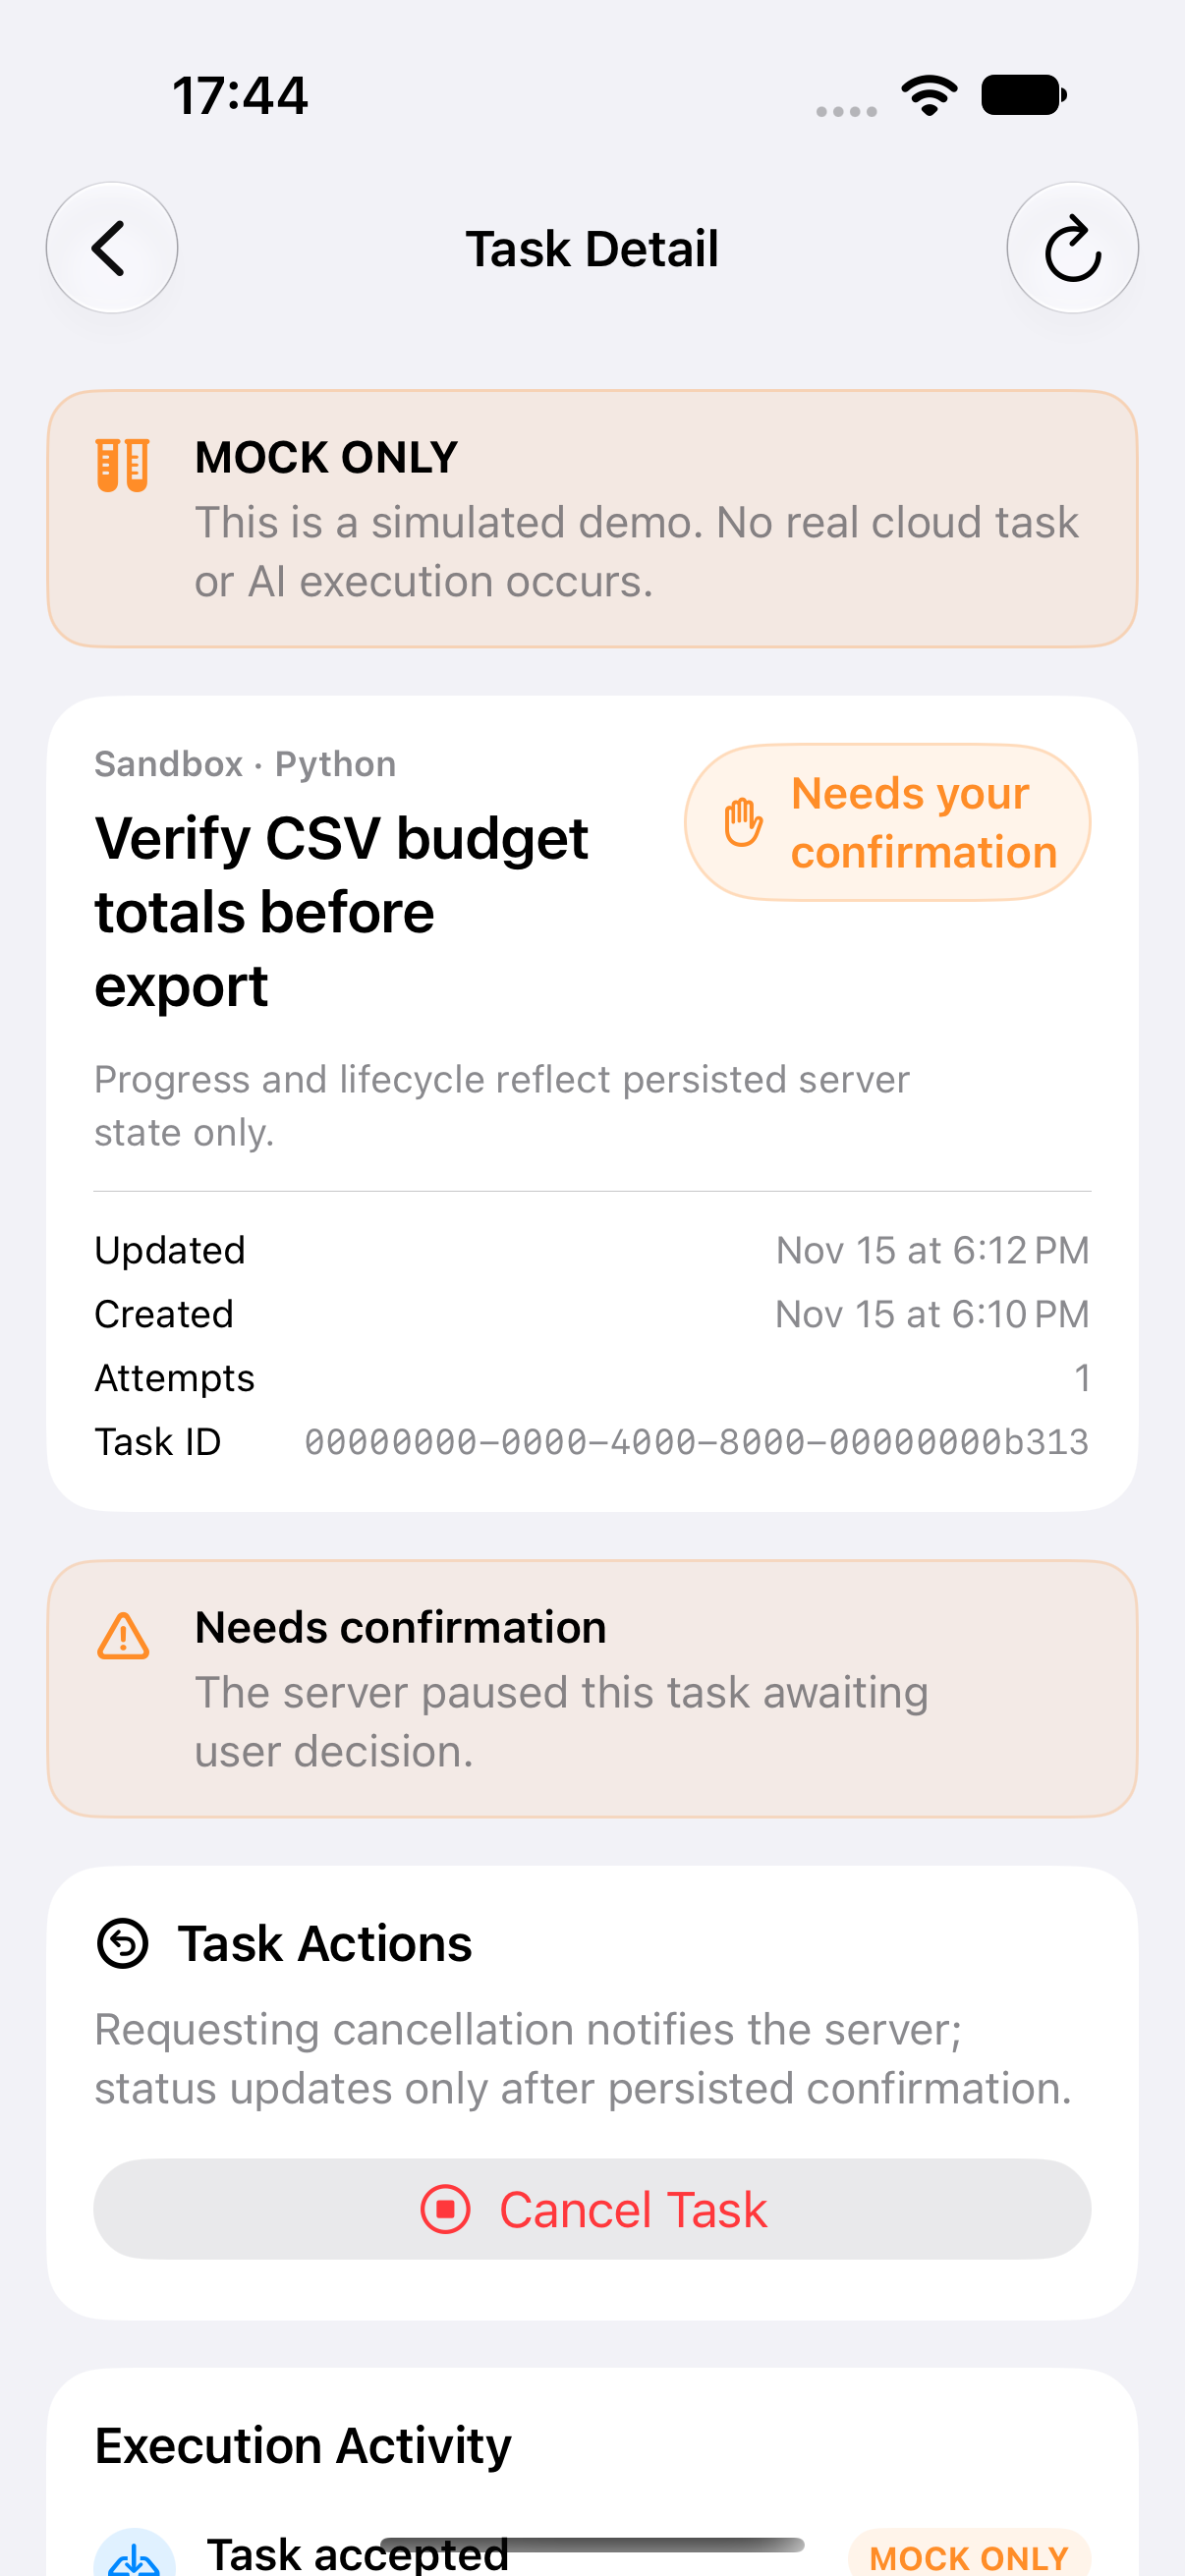 17:44
Task Detail
MOCK ONLY
This is a simulated demo. No real cloud task
or AI execution occurs.
Sandbox · Python
Verify CSV budget
totals before
export
Needs your
confirmation
Progress and lifecycle reflect persisted server
state only.
Updated Nov 15 at 6:12 PM
Created Nov 15 at 6:10 PM
Attempts 1
Task ID 00000000-0000-4000-8000-00000000b313
Needs confirmation
The server paused this task awaiting
user decision.
Task Actions
Requesting cancellation notifies the server;
status updates only after persisted confirmation.
Cancel Task
Execution Activity
Task accepted MOCK ONLY